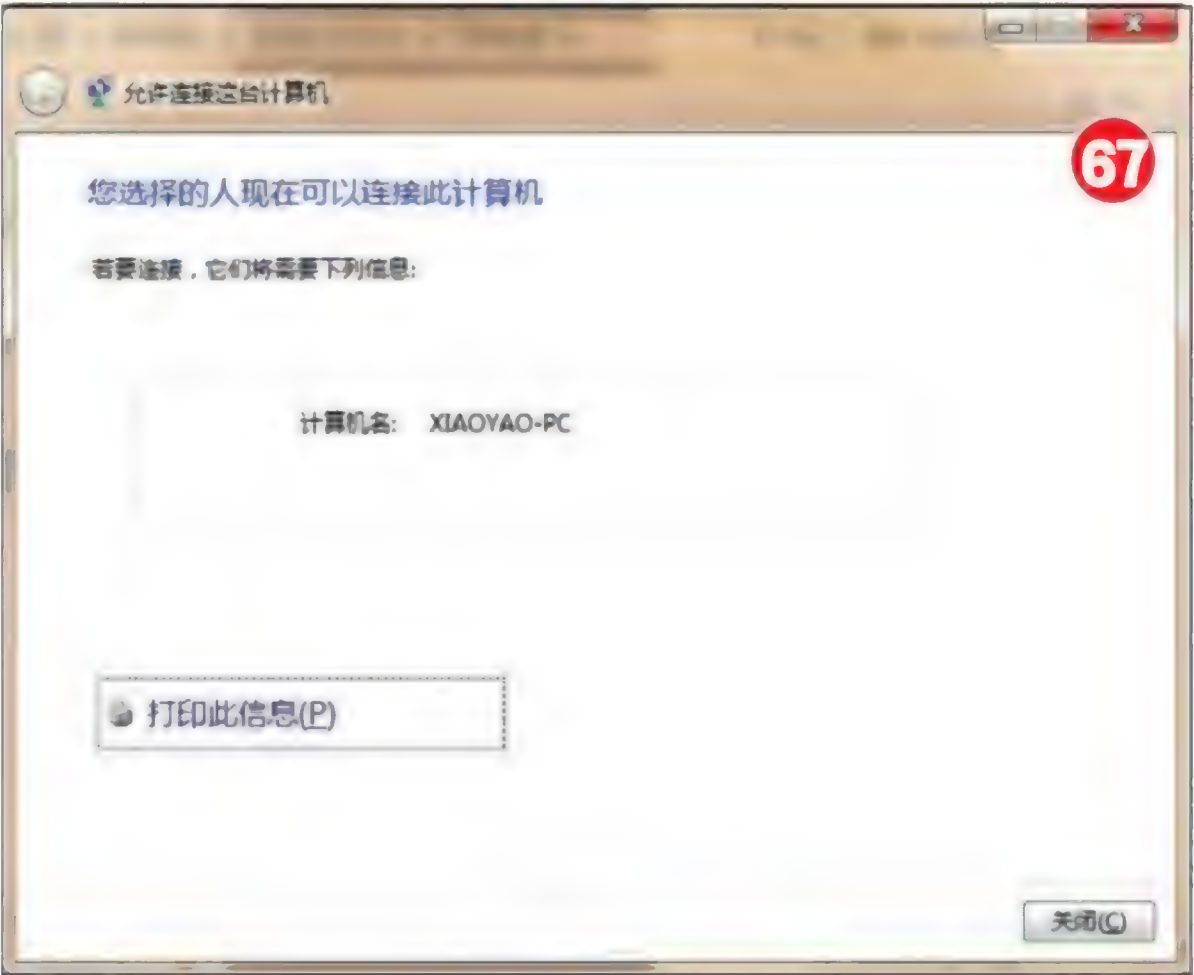 允许连接这台计算机
67
您选择的人现在可以连接此计算机
若要连接，它们将需要下列信息:
计算机名: XIAOYAO-PC
打印此信息(P)
关闭(C)